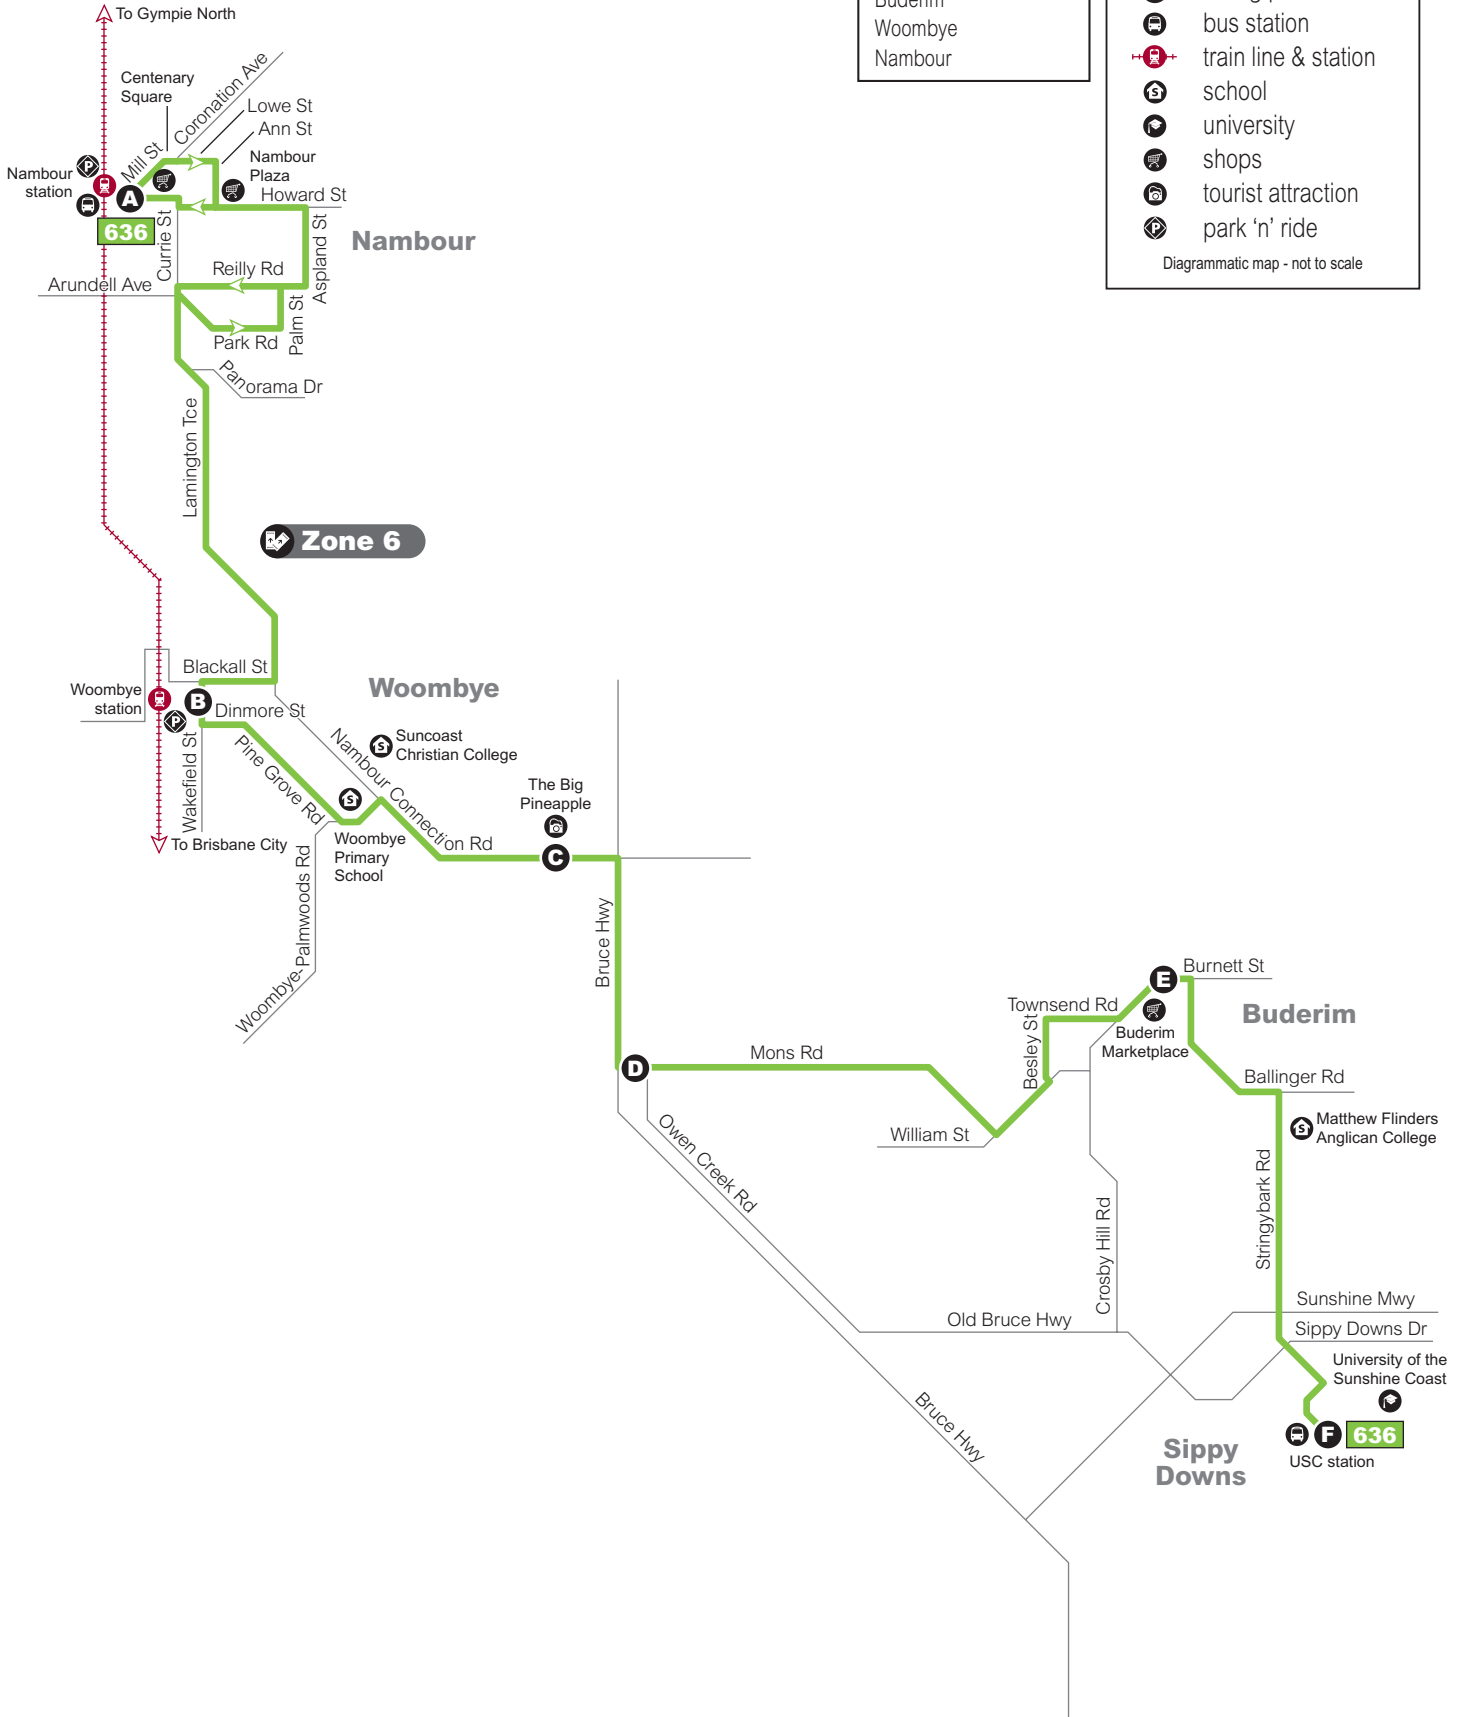 To Gympie North
Buderim
Woombye
Nambour
bus station
train line & station
school
university
shops
tourist attraction
park ‘n’ ride
Diagrammatic map - not to scale
Centenary
Square
Coronation Ave
Lowe St
Ann St
Mill St
Nambour
Plaza
Nambour
station
A
Howard St
636
Currie St
Aspland St
Nambour
Reilly Rd
Arundell Ave
Palm St
Park Rd
Panorama Dr
Lamington Tce
Zone 6
Blackall St
Woombye
Woombye
station
B
Dinmore St
Wakefield St
Pine Grove Rd
Nambour Connection Rd
Suncoast
Christian College
The Big
Pineapple
To Brisbane City
Woombye
Primary
School
C
Woombye-Palmwoods Rd
Bruce Hwy
E
Burnett St
Townsend Rd
Buderim
Besley St
Buderim
Marketplace
D
Mons Rd
Ballinger Rd
Matthew Flinders
Anglican College
William St
Owen Creek Rd
Stringybark Rd
Crosby Hill Rd
Sunshine Mwy
Old Bruce Hwy
Sippy Downs Dr
University of the
Sunshine Coast
Bruce Hwy
F
636
USC station
Sippy
Downs